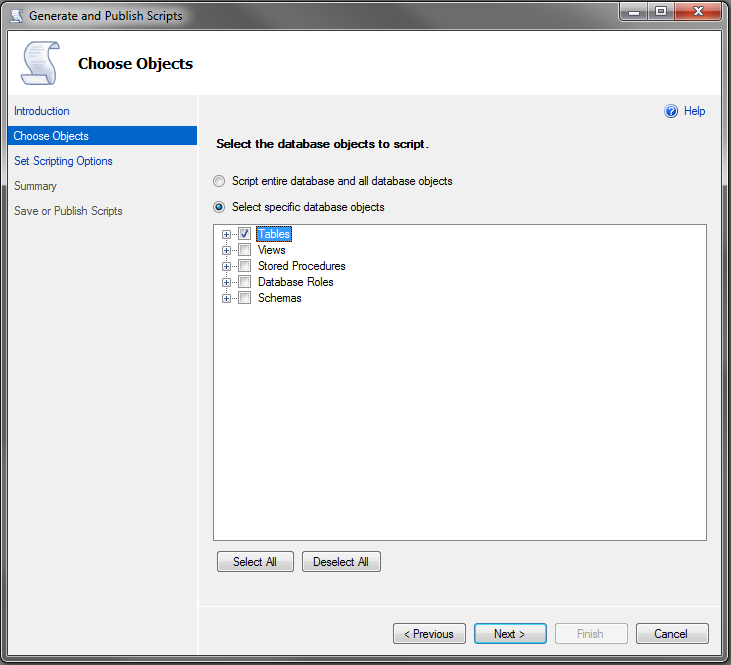 Generate and Publish Scripts
Choose Objects
Introduction
Choose Objects
Set Scripting Options
Summary
Save or Publish Scripts
Help
Select the database objects to script.
Script entire database and all database objects
Select specific database objects
Tables
Views
Stored Procedures
Database Roles
Schemas
Select All
Deselect All
< Previous
Next >
Finish
Cancel